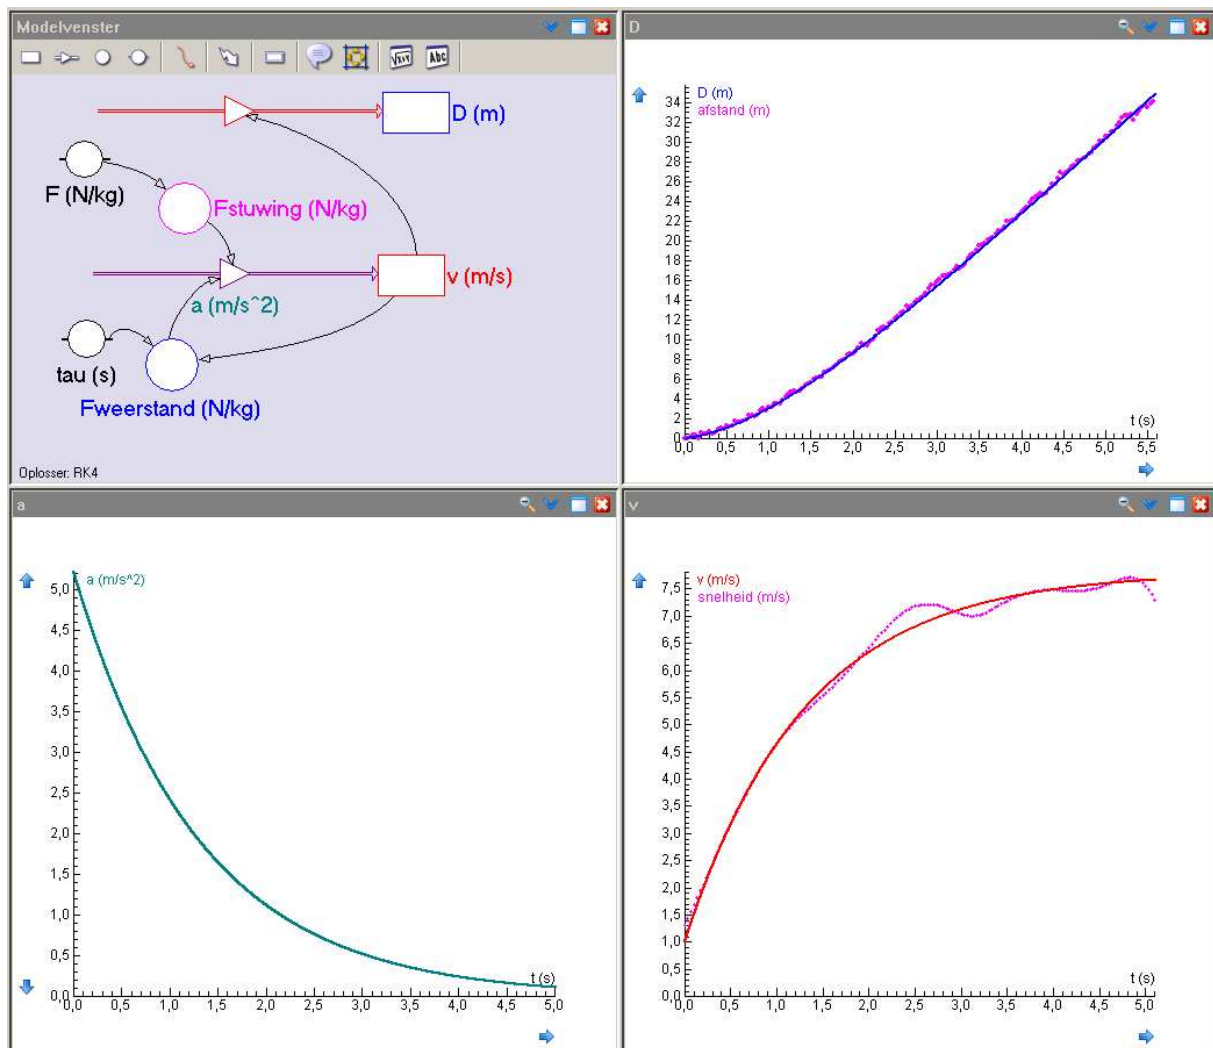 Modelvenster
√x+y
Abc
D (m)
F (N/kg)
Fstuwing (N/kg)
v (m/s)
a (m/s^2)
tau (s)
Fweerstand (N/kg)
Oplosser: RK4
D
D (m)
afstand (m)
34
32
30
28
26
24
22
20
18
16
14
12
10
8
6
4
2
0
t (s)
0,0 0,5 1,0 1,5 2,0 2,5 3,0 3,5 4,0 4,5 5,0 5,5
a
a (m/s^2)
5,0
4,5
4,0
3,5
3,0
2,5
2,0
1,5
1,0
0,5
0,0
t (s)
0,0 0,5 1,0 1,5 2,0 2,5 3,0 3,5 4,0 4,5 5,0
v
v (m/s)
snelheid (m/s)
7,5
7,0
6,5
6,0
5,5
5,0
4,5
4,0
3,5
3,0
2,5
2,0
1,5
1,0
0,5
0,0
t (s)
0,0 0,5 1,0 1,5 2,0 2,5 3,0 3,5 4,0 4,5 5,0